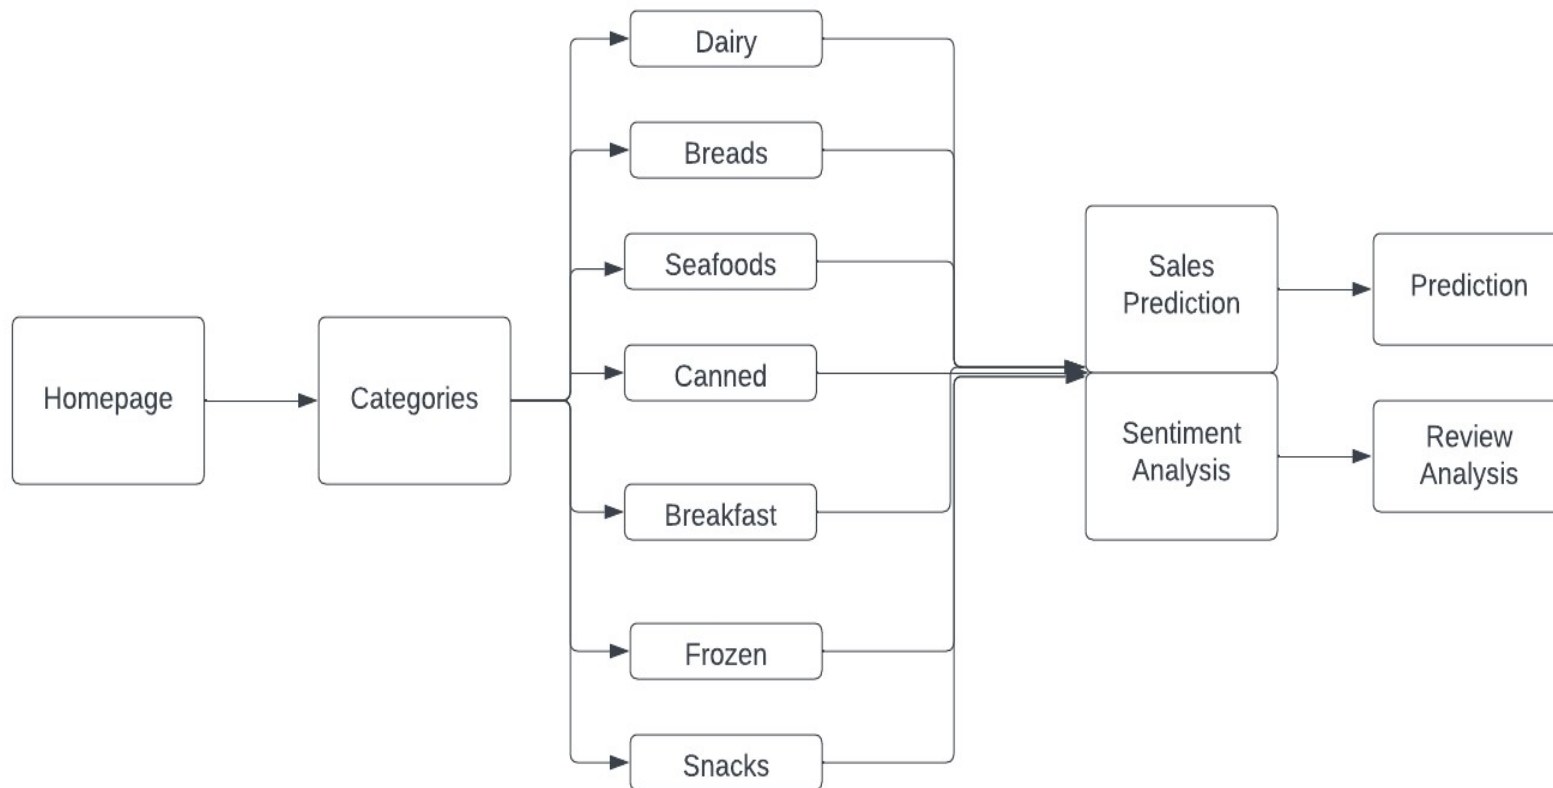 Homepage
Categories
Dairy
Breads
Seafoods
Canned
Breakfast
Frozen
Snacks
Sales
Prediction
Sentiment
Analysis
Prediction
Review
Analysis